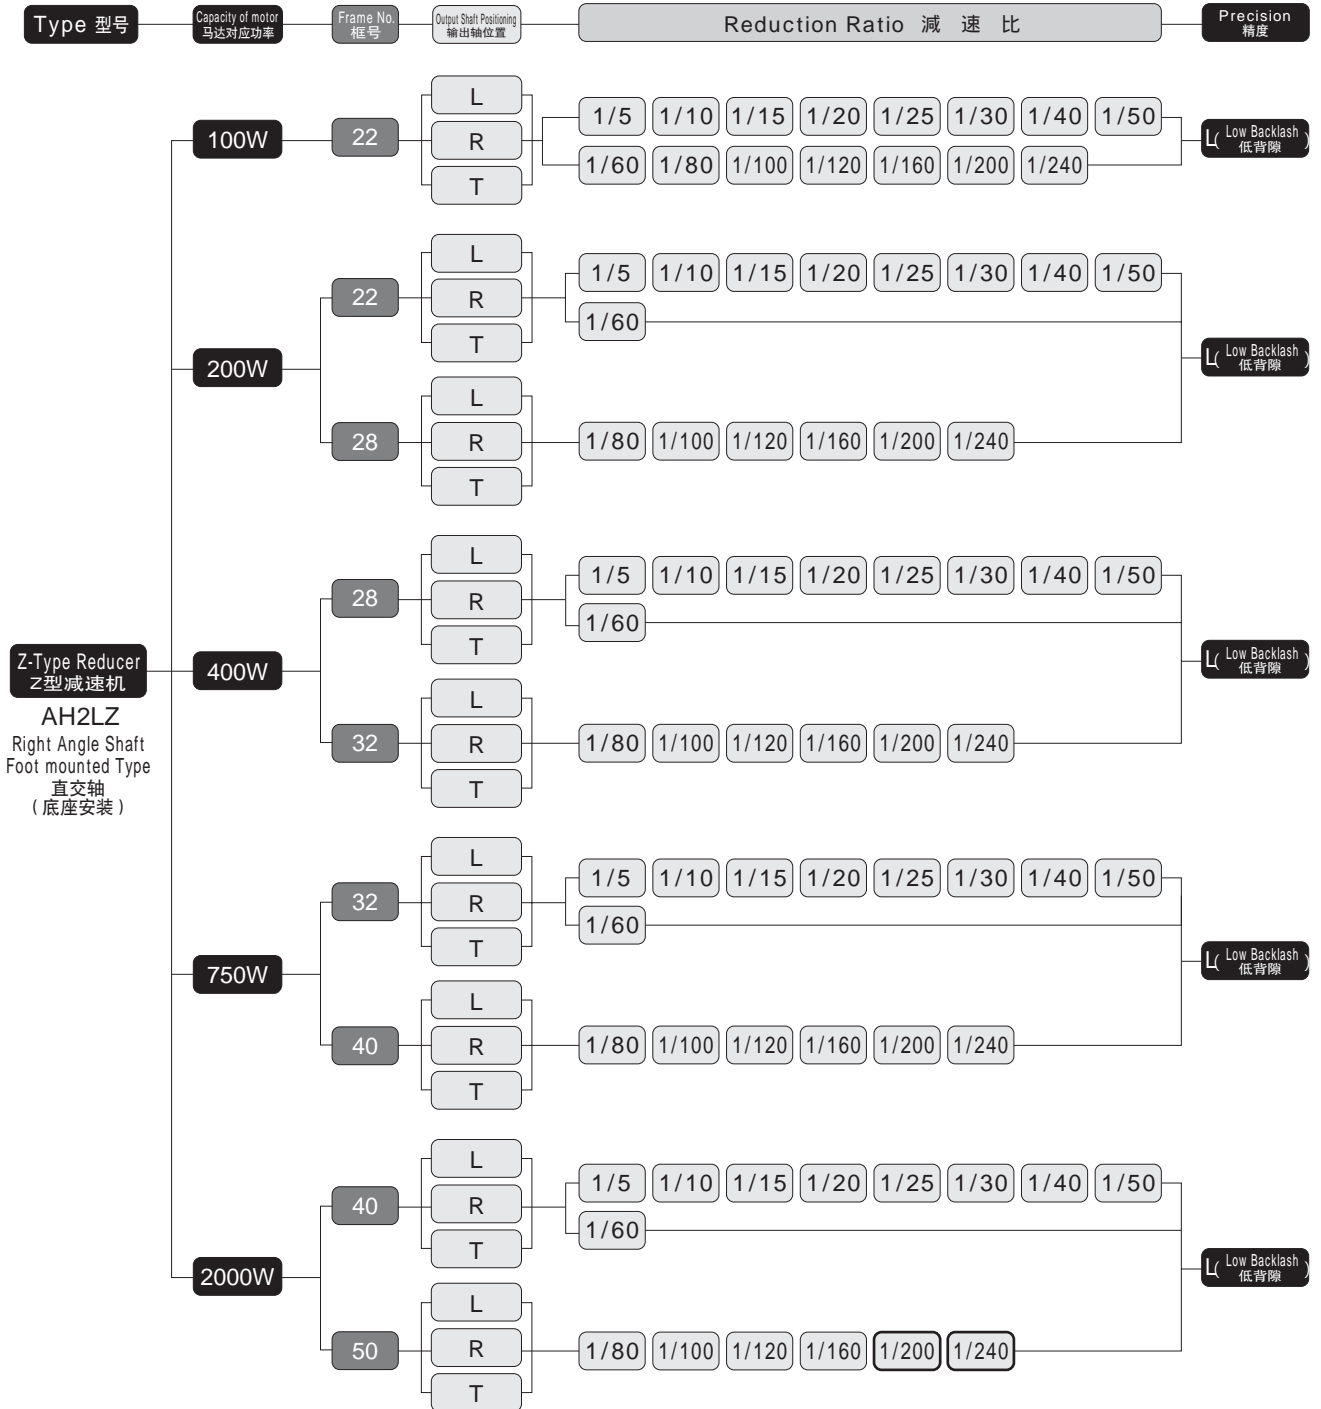 Type 型号
Capacity of motor
马达对应功率
Frame No.
框号
Output Shaft Positioning
输出轴位置
Reduction Ratio 減 速 比
Precision
精度
Z-Type Reducer
Z型减速机
AH2LZ
Right Angle Shaft
Foot mounted Type
直交轴
(底座安装)
100W
22
L
R
T
1/5 1/10 1/15 1/20 1/25 1/30 1/40 1/50
1/60 1/80 1/100 1/120 1/160 1/200 1/240
L( Low Backlash )
低背隙
200W
22
L
R
T
1/5 1/10 1/15 1/20 1/25 1/30 1/40 1/50
1/60
28
L
R
T
1/80 1/100 1/120 1/160 1/200 1/240
L( Low Backlash )
低背隙
400W
28
L
R
T
1/5 1/10 1/15 1/20 1/25 1/30 1/40 1/50
1/60
32
L
R
T
1/80 1/100 1/120 1/160 1/200 1/240
L( Low Backlash )
低背隙
750W
32
L
R
T
1/5 1/10 1/15 1/20 1/25 1/30 1/40 1/50
1/60
40
L
R
T
1/80 1/100 1/120 1/160 1/200 1/240
L( Low Backlash )
低背隙
2000W
40
L
R
T
1/5 1/10 1/15 1/20 1/25 1/30 1/40 1/50
1/60
50
L
R
T
1/80 1/100 1/120 1/160 1/200 1/240
L( Low Backlash )
低背隙